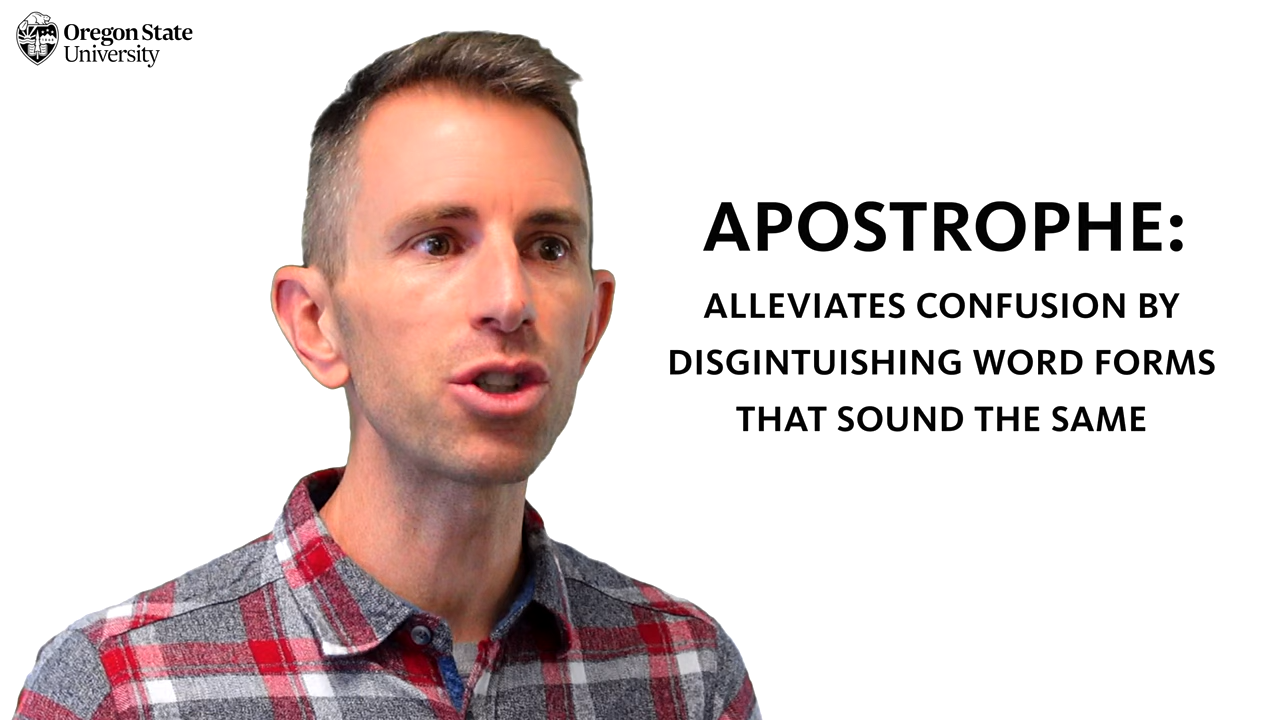 Oregon State
University
APOSTROPHE:
ALLEVIATES CONFUSION BY
DISGINTUISHING WORD FORMS
THAT SOUND THE SAME